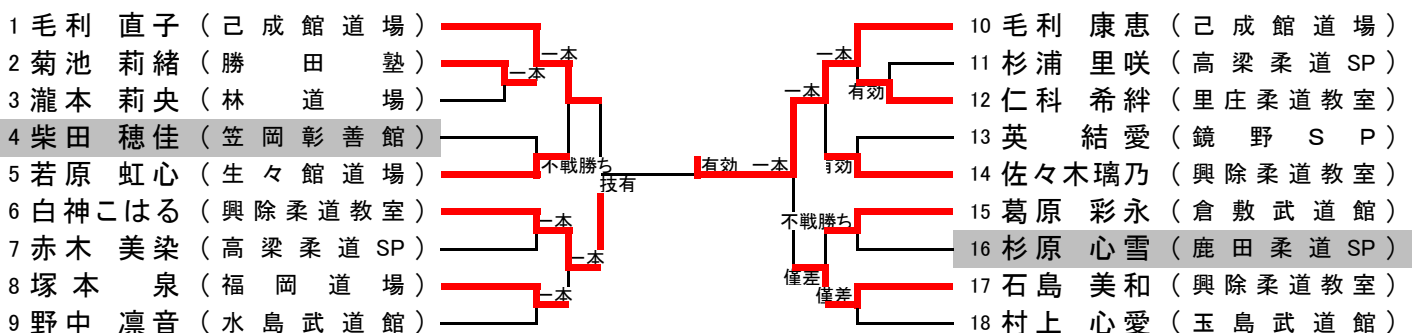 1 毛利 直子 (己成館道場)
2 菊池 莉緒 (勝田塾)
3 瀧本 莉央 (林道場)
4 柴田 穂佳 (笠岡彰善館)
5 若原 虹心 (生々館道場)
6 白神こはる (興除柔道教室)
7 赤木 美染 (高梁柔道SP)
8 塚本 泉 (福岡道場)
9 野中 凛音 (水島武道館)
一本
一本
不戦勝ち
技有
一本
一本
一本
有効
一本
一本
一本
有効
有効
不戦勝ち
僅差
僅差
10 毛利 康恵 (己成館道場)
11 杉浦 里咲 (高梁柔道SP)
12 仁科 希絆 (里庄柔道教室)
13 英 結愛 (鏡野SP)
14 佐々木璃乃 (興除柔道教室)
15 葛原 彩永 (倉敷武道館)
16 杉原 心雪 (鹿田柔道SP)
17 石島 美和 (興除柔道教室)
18 村上 心愛 (玉島武道館)